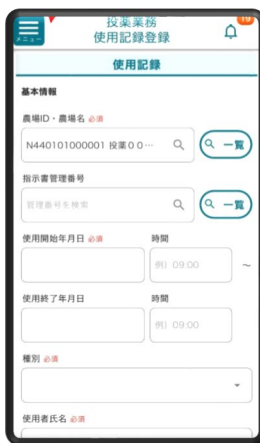 投薬業務
使用記録登録
19
メニュー
使用記録
基本情報
農場ID・農場名 必須
N440101000001 投薬００…
一覧
指示書管理番号
管理番号を検索
一覧
使用開始年月日 必須 時間
例）09:00 ～
使用終了年月日 時間
例）09:00
種別 必須
使用者氏名 必須